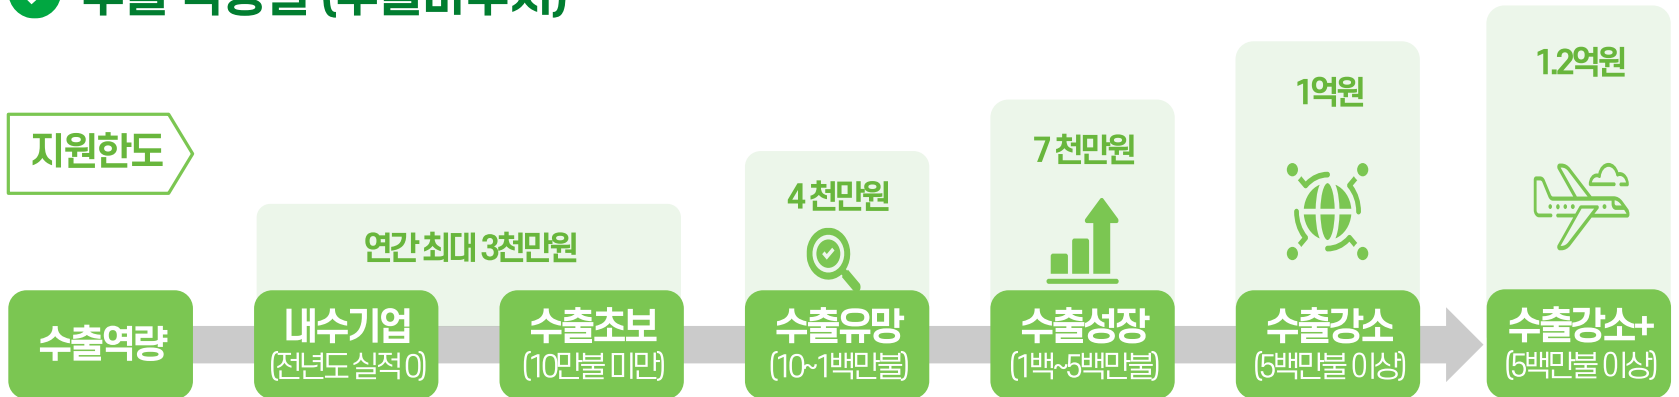 지원한도
연간 최대 3천만원
4 천만원
7 천만원
1억원
1.2억원
수출역량
내수기업
(전년도 실적 0)
수출초보
(10만불 미만)
수출유망
(10~1백만불)
수출성장
(1백~5백만불)
수출강소
(5백만불 이상)
수출강소+
(5백만불 이상)